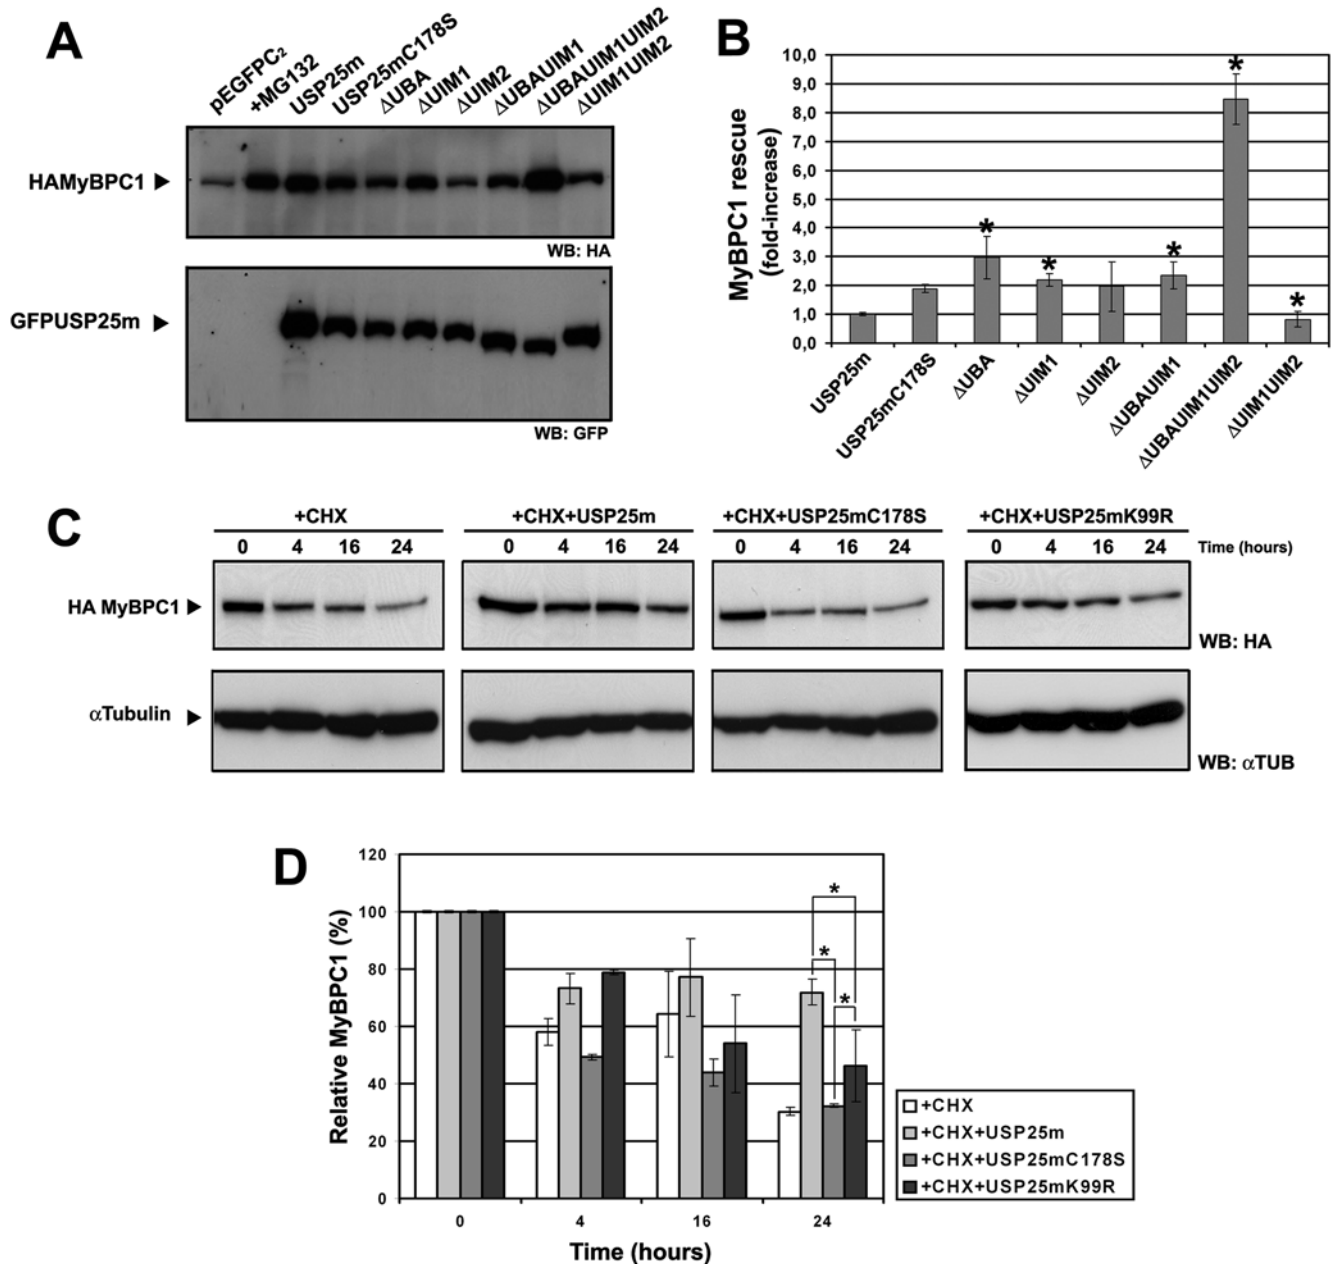 A
pEGFPC2
+MG132
USP25m
USP25mC178S
ΔUBA
ΔUIM1
ΔUIM2
ΔUBAUIM1
ΔUBAUIM1UIM2
ΔUIM1UIM2
HAMyBPC1
WB: HA
GFPUSP25m
WB: GFP
B
MyBPC1 rescue
(fold-increase)
10,0
9,0
8,0
7,0
6,0
5,0
4,0
3,0
2,0
1,0
0,0
*
*
*
*
*
USP25m
USP25mC178S
ΔUBA
ΔUIM1
ΔUIM2
ΔUBAUIM1
ΔUBAUIM1UIM2
ΔUIM1UIM2
C
+CHX +CHX+USP25m +CHX+USP25mC178S +CHX+USP25mK99R
0 4 16 24 0 4 16 24 0 4 16 24 0 4 16 24 Time (hours)
HA MyBPC1
WB: HA
αTubulin
WB: αTUB
D
Relative MyBPC1 (%)
120
100
80
60
40
20
0
*
*
*
0 4 16 24
Time (hours)
+CHX
+CHX+USP25m
+CHX+USP25mC178S
+CHX+USP25mK99R